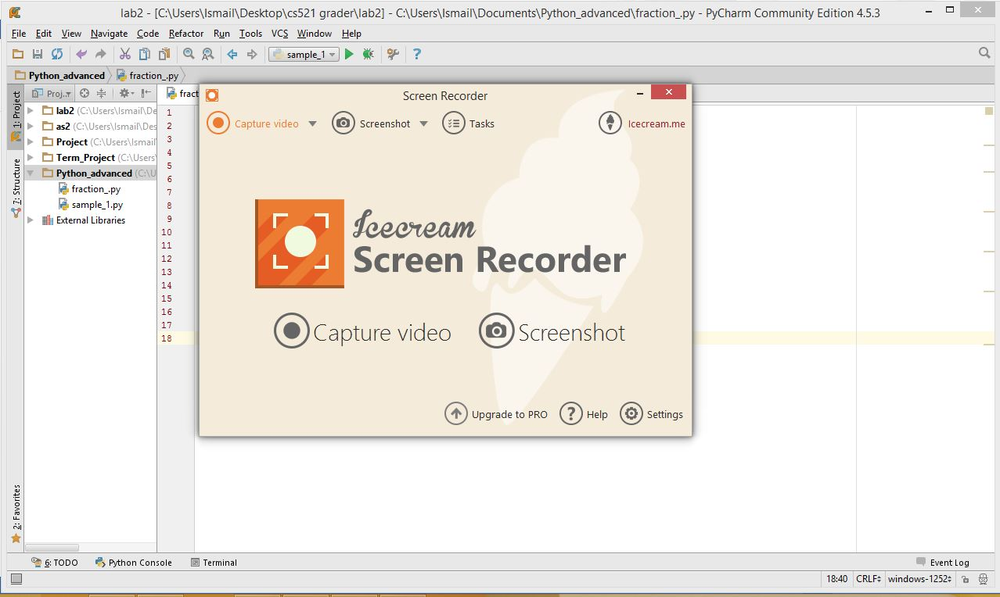 lab2 - [C:\Users\Ismail\Desktop\cs521 grader\lab2] - C:\Users\Ismail\Documents\Python_advanced\fraction_.py - PyCharm Community Edition 4.5.3
File Edit View Navigate Code Refactor Run Tools VCS Window Help
sample_1
Python_advanced fraction_.py
1: Project
7: Structure
2: Favorites
Proj..
lab2 (C:\Users\Ismail\De
as2 (C:\Users\Ismail\Des
Project (C:\Users\Ismail
Term_Project (C:\Users\
Python_advanced (C:\U
fraction_.py
sample_1.py
External Libraries
fract
1
2
3
4
5
6
7
8
9
10
11
12
13
14
15
16
17
18
Screen Recorder
Capture video Screenshot Tasks Icecream.me
Icecream
Screen Recorder
Capture video Screenshot
Upgrade to PRO Help Settings
6: TODO Python Console Terminal Event Log
18:40 CRLF windows-1252